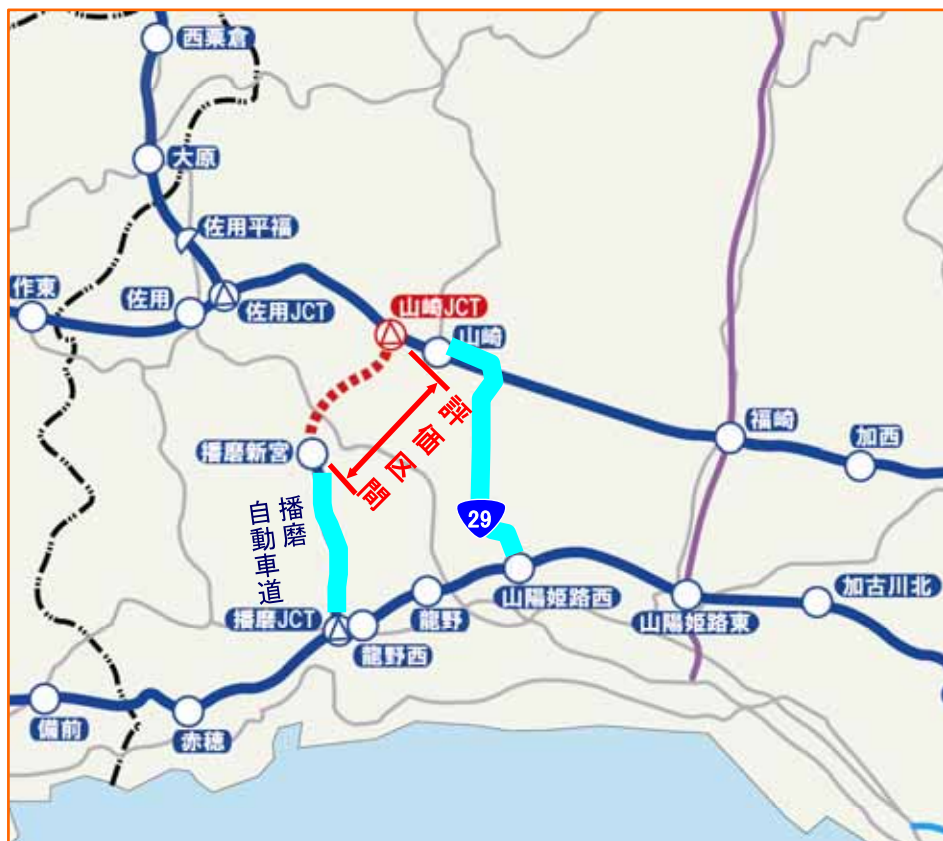 西粟倉
大原
佐用平福
作東
佐用
佐用JCT
山崎JCT
山崎
評価区間
福崎
加西
播磨新宮
29
播磨
自動車道
播磨JCT
龍野西
龍野
山陽姫路西
山陽姫路東
加古川北
備前
赤穂